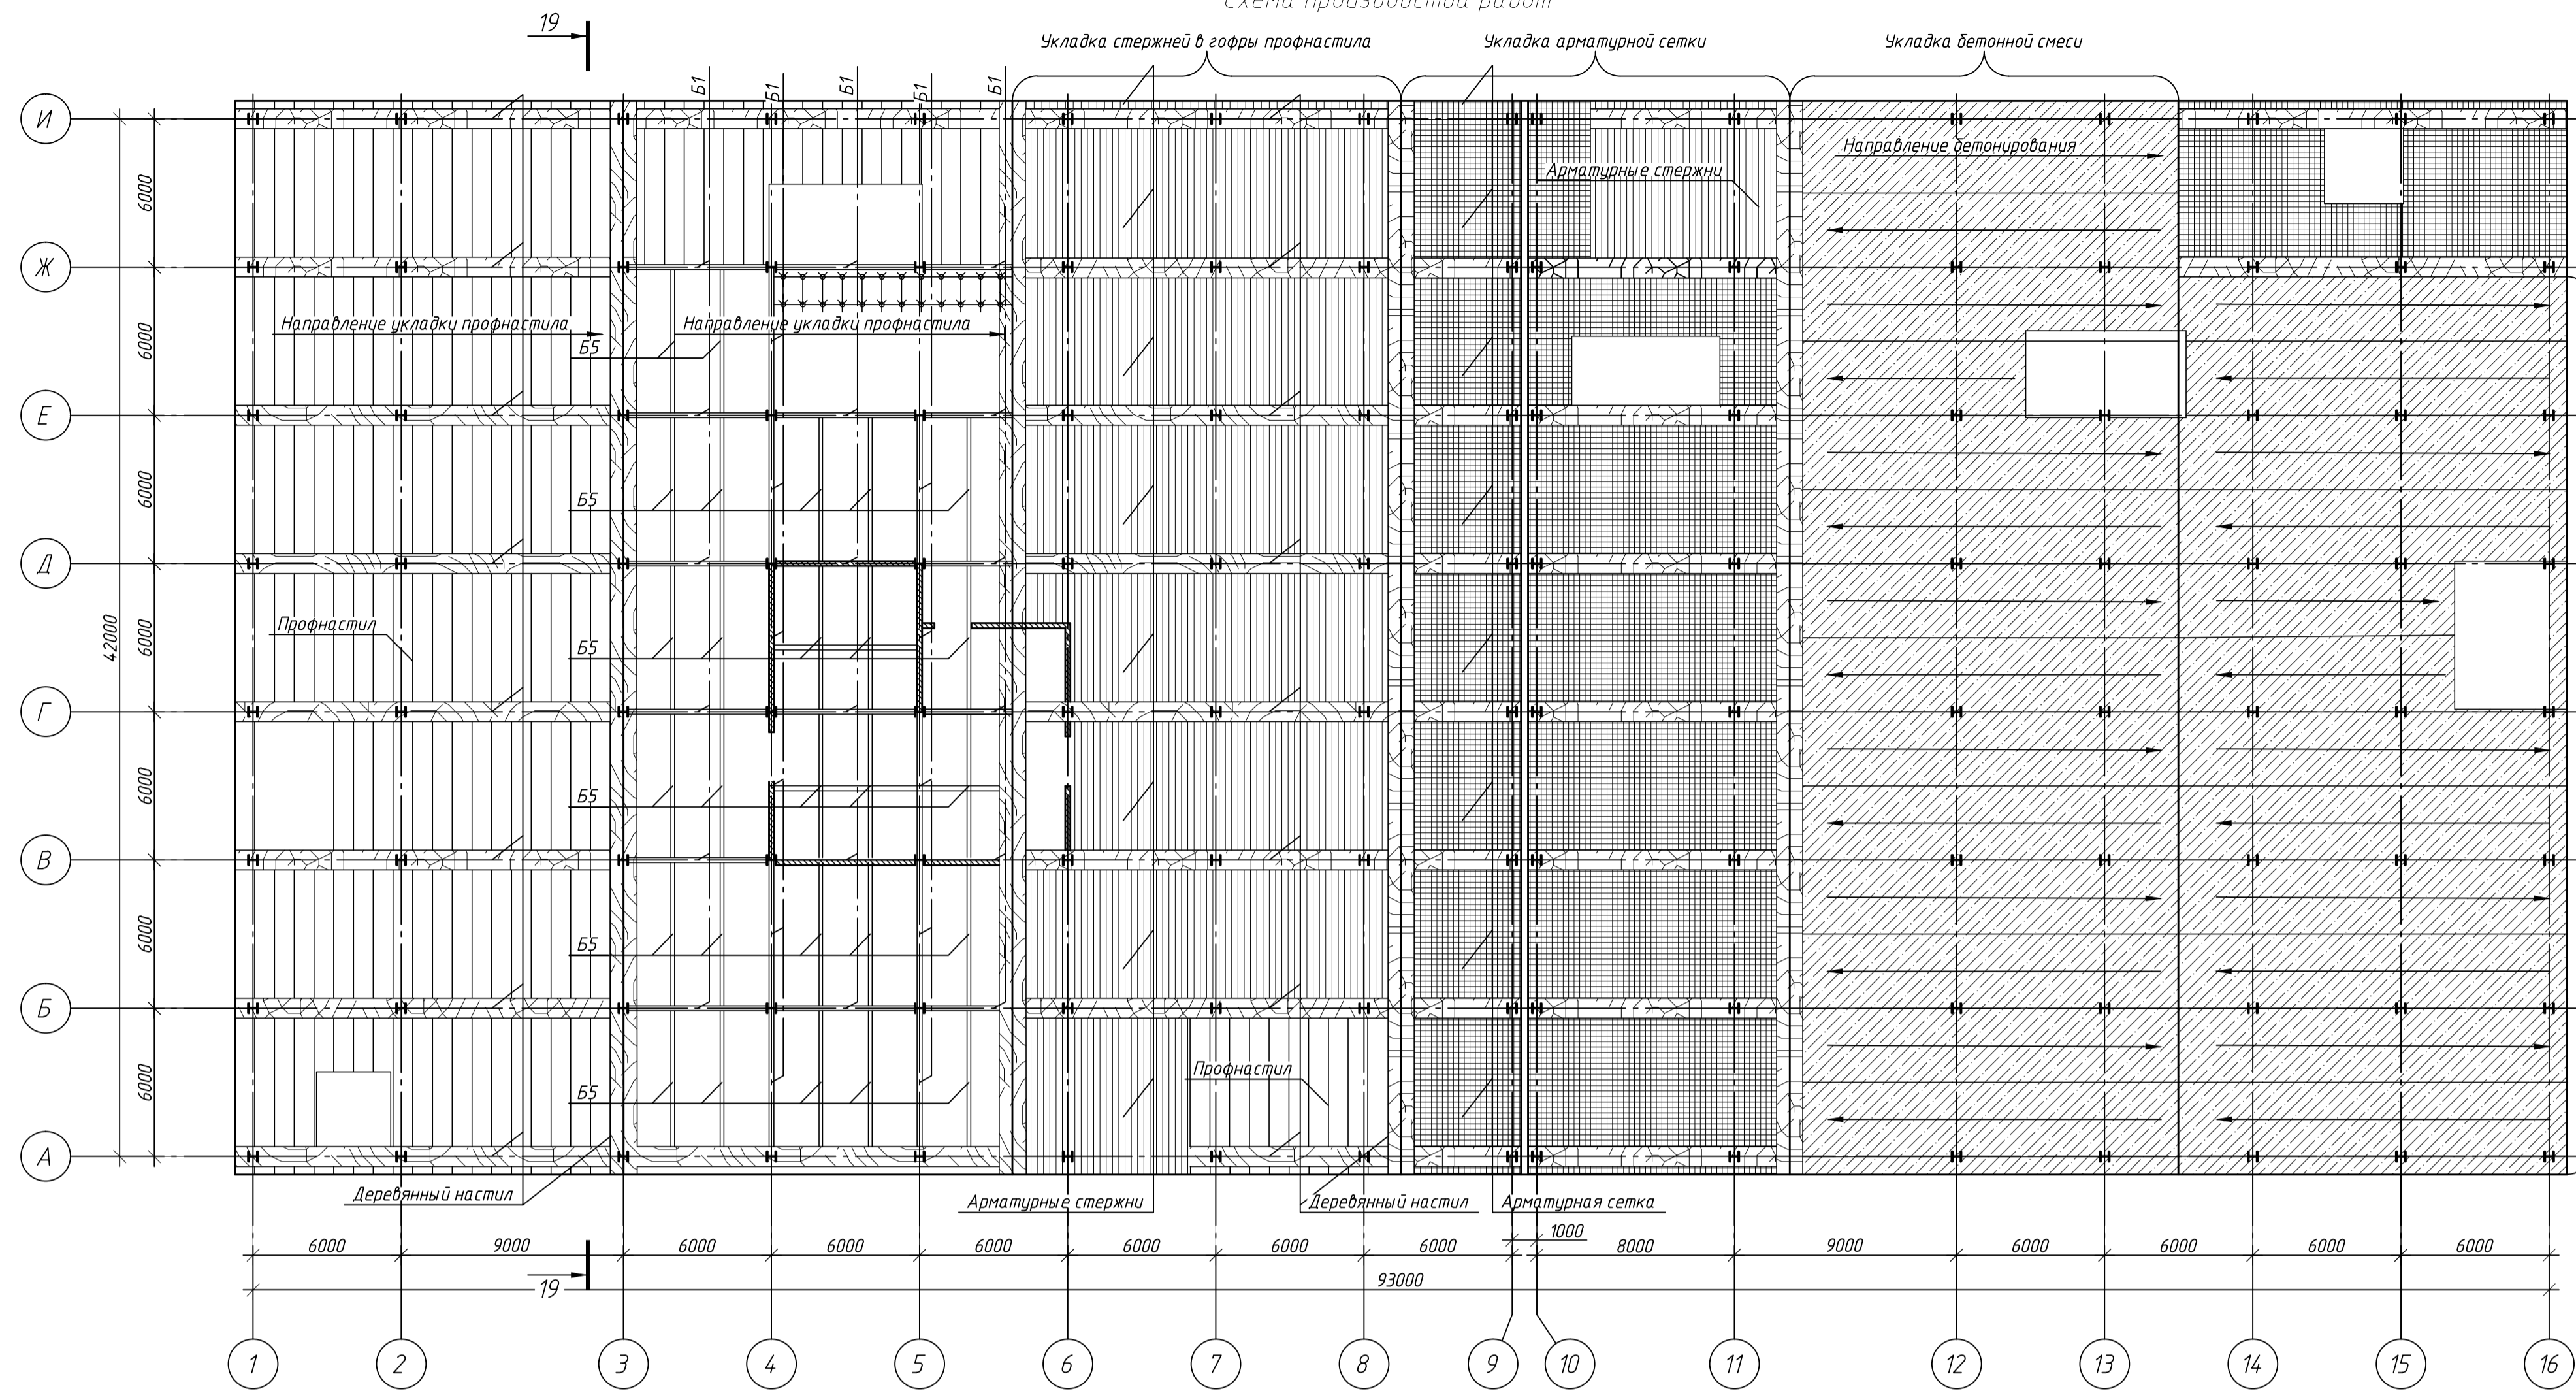 Схема производства работ
19
Укладка стержней в гофры профнастила
Укладка арматурной сетки
Укладка бетонной смеси
Б1
Б1
Б1
Б1
Б1
И
Ж
Е
Д
Г
В
Б
А
6000
6000
6000
6000
6000
6000
6000
42000
Направление бетонирования
Арматурные стержни
Направление укладки профнастила
Направление укладки профнастила
Б5
Б5
Профнастил
Б5
Б5
Б5
Б5
Профнастил
Деревянный настил
Арматурные стержни
Деревянный настил
Арматурная сетка
6000
9000
6000
6000
6000
6000
6000
6000
1000
8000
9000
6000
6000
6000
6000
19
93000
1
2
3
4
5
6
7
8
9
10
11
12
13
14
15
16